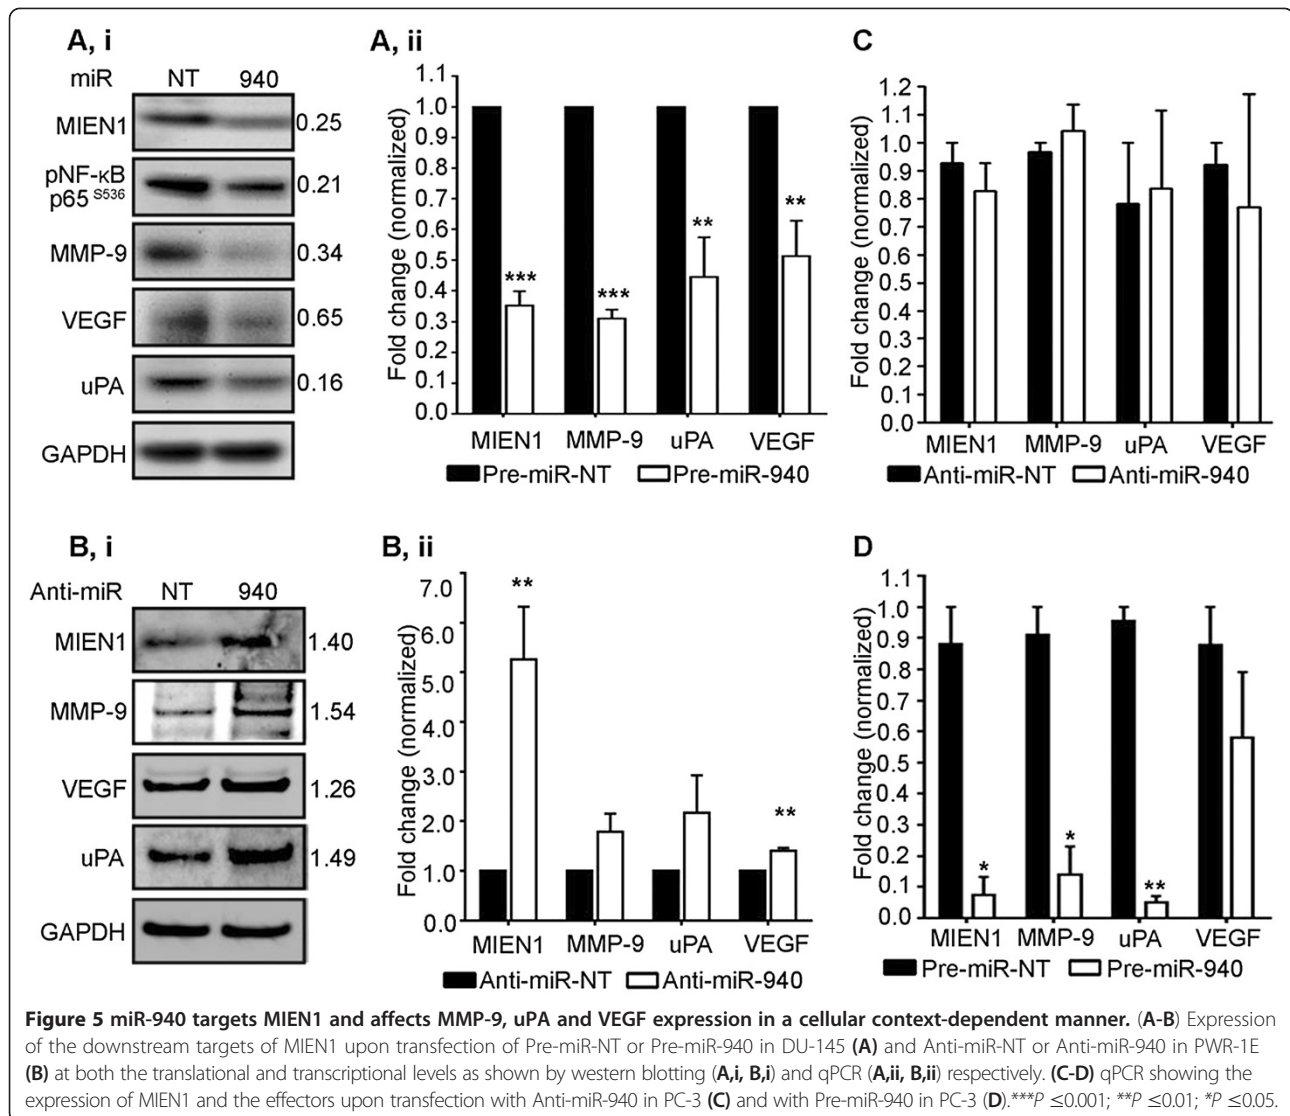 A, i
miR NT 940
MIEN1 0.25
pNF-κB
p65 S536 0.21
MMP-9 0.34
VEGF 0.65
uPA 0.16
GAPDH
A, ii
Fold change (normalized)
1.1
1.0
0.9
0.8
0.7
0.6
0.5
0.4
0.3
0.2
0.1
0.0
*** *** ** **
MIEN1 MMP-9 uPA VEGF
Pre-miR-NT Pre-miR-940
C
Fold change (normalized)
1.2
1.1
1.0
0.9
0.8
0.7
0.6
0.5
0.4
0.3
0.2
0.1
0.0
MIEN1 MMP-9 uPA VEGF
Anti-miR-NT Anti-miR-940
B, i
Anti-miR NT 940
MIEN1 1.40
MMP-9 1.54
VEGF 1.26
uPA 1.49
GAPDH
B, ii
Fold change (normalized)
7.0
6.0
5.0
4.0
3.0
2.0
1.0
0.0
** **
MIEN1 MMP-9 uPA VEGF
Anti-miR-NT Anti-miR-940
D
Fold change (normalized)
1.1
1.0
0.9
0.8
0.7
0.6
0.5
0.4
0.3
0.2
0.1
0.0
* * **
MIEN1 MMP-9 uPA VEGF
Pre-miR-NT Pre-miR-940
Figure 5 miR-940 targets MIEN1 and affects MMP-9, uPA and VEGF expression in a cellular context-dependent manner. (A-B) Expression
of the downstream targets of MIEN1 upon transfection of Pre-miR-NT or Pre-miR-940 in DU-145 (A) and Anti-miR-NT or Anti-miR-940 in PWR-1E
(B) at both the translational and transcriptional levels as shown by western blotting (A,i, B,i) and qPCR (A,ii, B,ii) respectively. (C-D) qPCR showing the
expression of MIEN1 and the effectors upon transfection with Anti-miR-940 in PC-3 (C) and with Pre-miR-940 in PC-3 (D).***P ≤0.001; **P ≤0.01; *P ≤0.05.